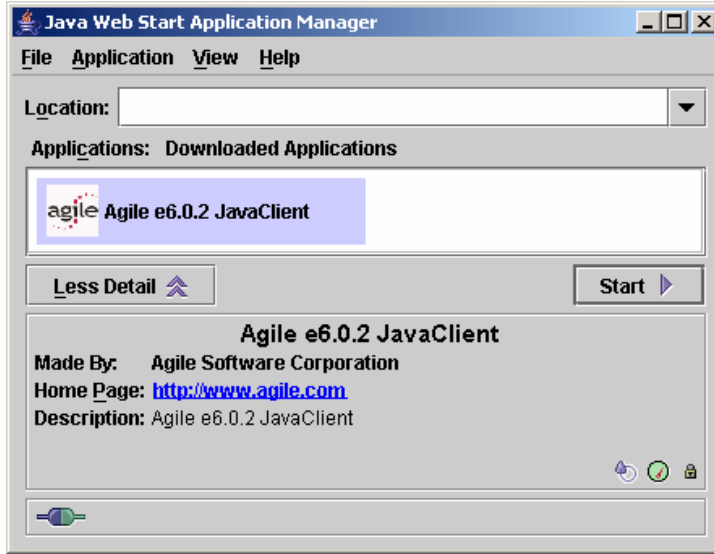 Java Web Start Application Manager
File Application View Help
Location:
Applications: Downloaded Applications
agile Agile e6.0.2 JavaClient
Less Detail Start
Agile e6.0.2 JavaClient
Made By: Agile Software Corporation
Home Page: http://www.agile.com
Description: Agile e6.0.2 JavaClient